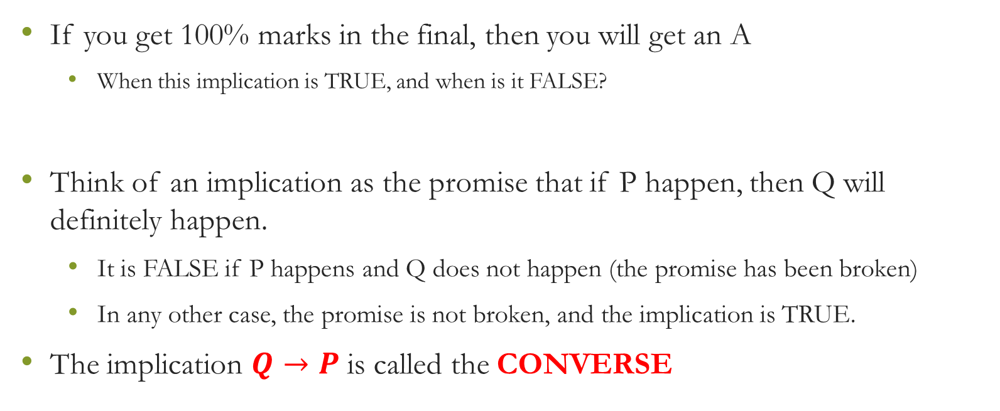 • If you get 100% marks in the final, then you will get an A
• When this implication is TRUE, and when is it FALSE?
• Think of an implication as the promise that if P happen, then Q will
definitely happen.
• It is FALSE if P happens and Q does not happen (the promise has been broken)
• In any other case, the promise is not broken, and the implication is TRUE.
• The implication Q → P is called the CONVERSE